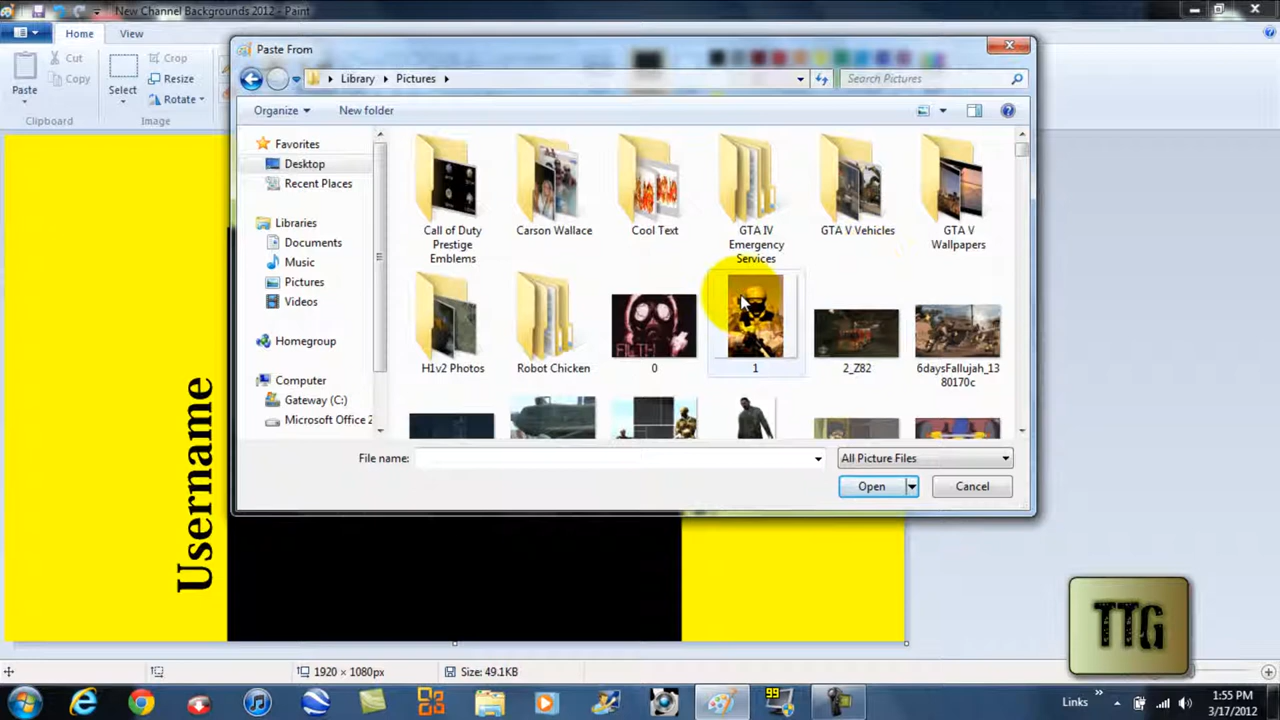 New Channel Backgrounds 2012 - Paint
Home
View
Paste
Cut
Copy
Clipboard
Select
Crop
Resize
Rotate
Image
Paste From
Library
Pictures
Search Pictures
Organize
New folder
Favorites
Desktop
Recent Places
Libraries
Documents
Music
Pictures
Videos
Homegroup
Computer
Gateway (C:)
Microsoft Office 2
Call of Duty
Prestige
Emblems
Carson Wallace
Cool Text
GTA IV
Emergency
Services
GTA V Vehicles
GTA V
Wallpapers
H1v2 Photos
Robot Chicken
FILTH
0
1
2_Z82
6daysFallujah_13
80170c
File name:
All Picture Files
Open
Cancel
Username
TTG
1920 × 1080px
Size: 49.1KB
99
Links
1:55 PM
3/17/2012